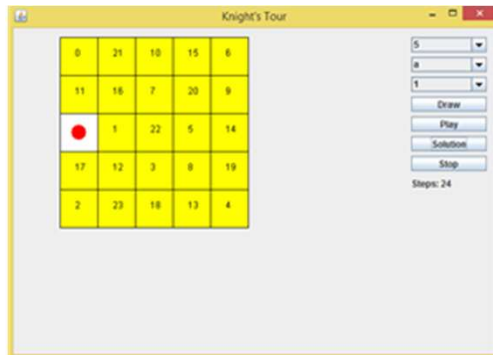 Knight's Tour
0 21 10 15 6
11 16 7 20 9
1 22 5 14
17 12 3 8 19
2 23 18 13 4
5
a
1
Draw
Play
Solution
Stop
Steps: 24